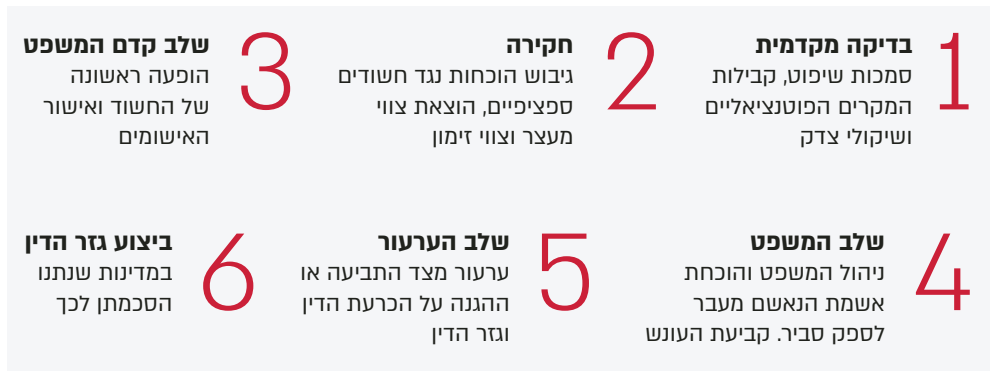 1
בדיקה מקדמית
סמכות שיפוט, קבילות
המקרים הפוטנציאליים
ושיקולי צדק
2
חקירה
גיבוש הוכחות נגד חשודים
ספציפיים, הוצאת צווי
מעצר וצווי זימון
3
שלב קדם המשפט
הופעה ראשונה
של החשוד ואישור
האישומים
4
שלב המשפט
ניהול המשפט והוכחת
אשמת הנאשם מעבר
לספק סביר. קביעת העונש
5
שלב הערעור
ערעור מצד התביעה או
ההגנה על הכרעת הדין
וגזר הדין
6
ביצוע גזר הדין
במדינות שנתנו
הסכמתן לכך